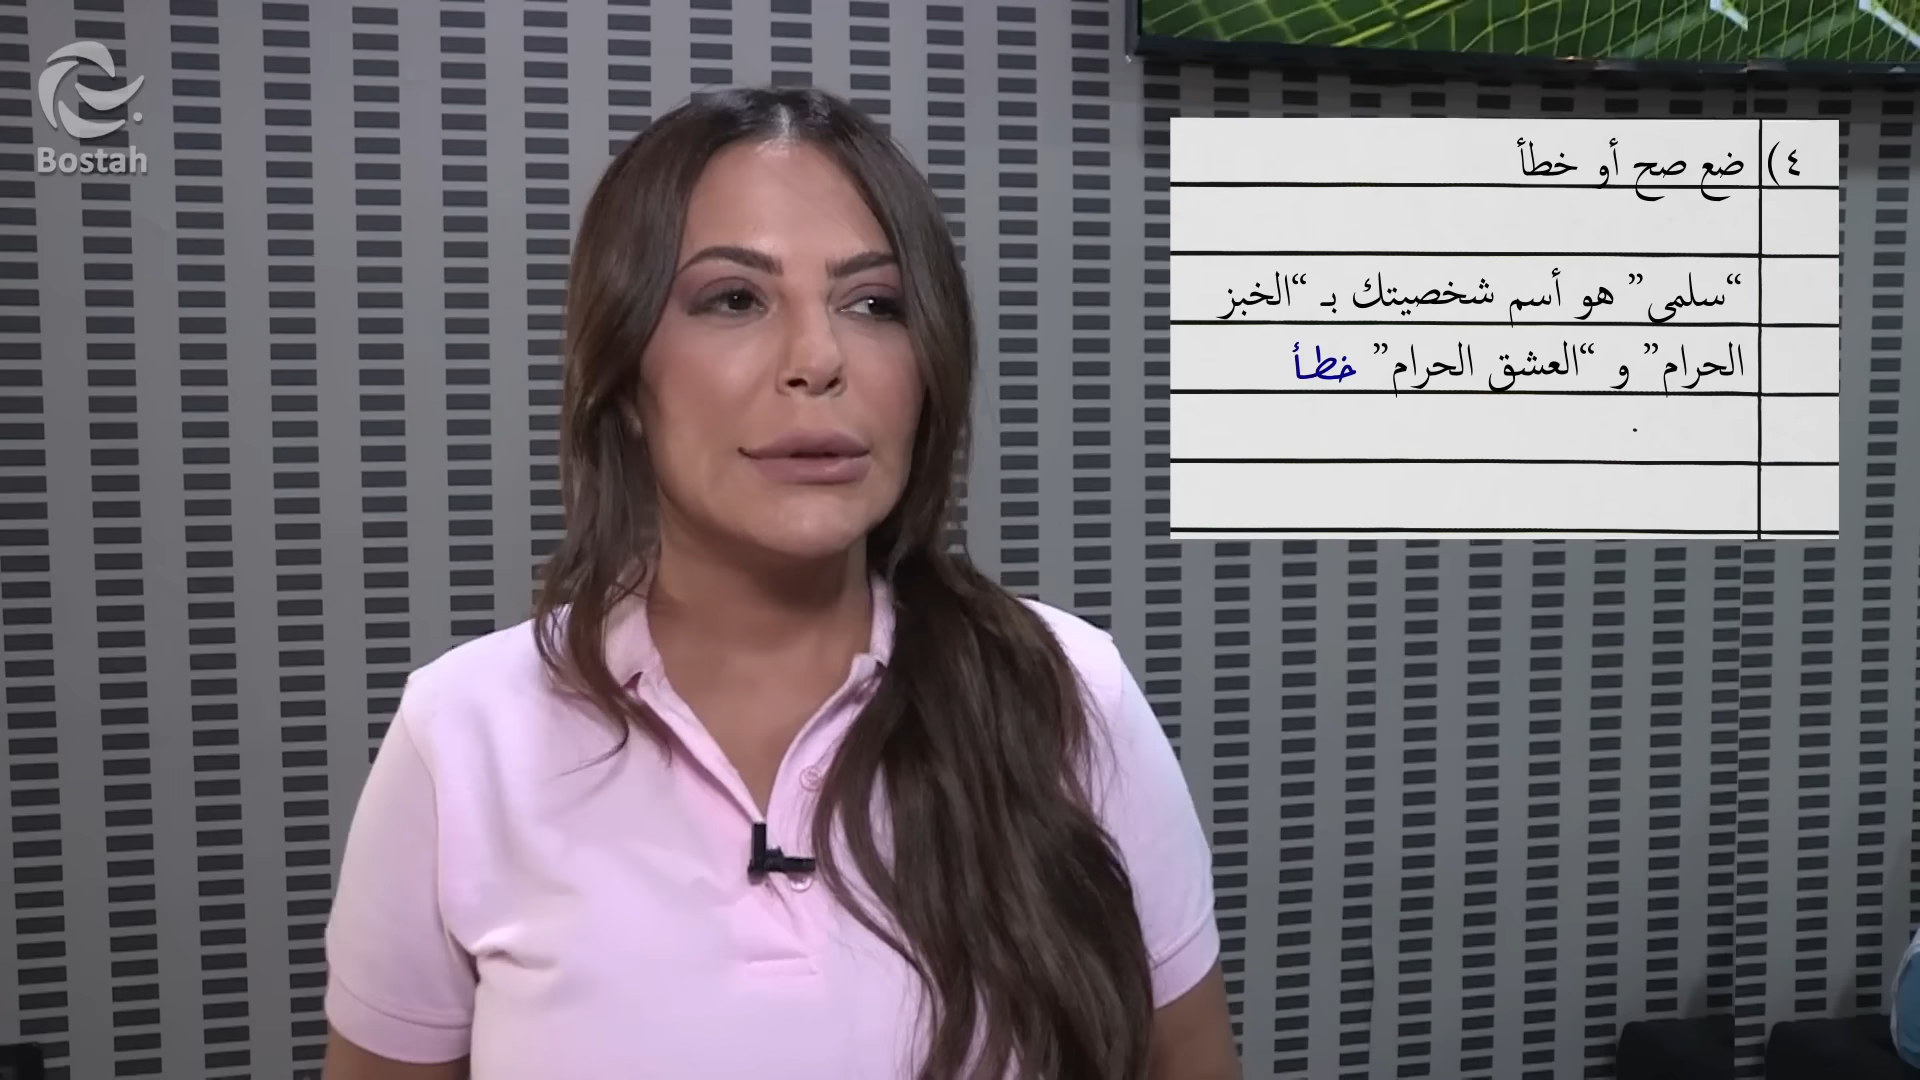 Bostah
٤) ضع صح أو خطأ
“سلمى” هو أسم شخصيتك بـ “الخبز
الحرام” و “العشق الحرام” خطأ